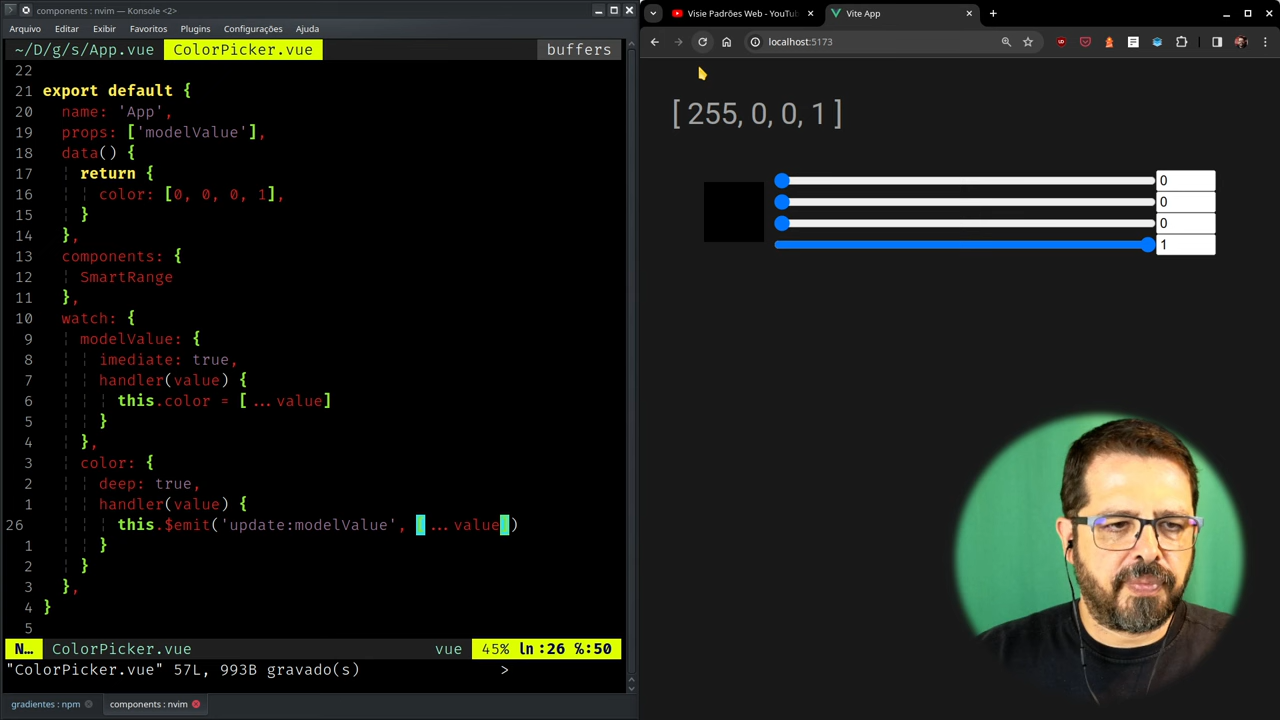 components : nvim — Konsole <2>
Arquivo Editar Exibir Favoritos Plugins Configurações Ajuda
~/D/g/s/App.vue ColorPicker.vue buffers
22
21 export default {
20 name: 'App',
19 props: ['modelValue'],
18 data() {
17 return {
16 color: [0, 0, 0, 1],
15 }
14 },
13 components: {
12 SmartRange
11 },
10 watch: {
9 modelValue: {
8 imediate: true,
7 handler(value) {
6 this.color = [...value]
5 }
4 },
3 color: {
2 deep: true,
1 handler(value) {
26 this.$emit('update:modelValue', [...value])
1 }
2 }
3 },
4 }
5
N… ColorPicker.vue vue 45% ln:26 %:50
"ColorPicker.vue" 57L, 993B gravado(s) >
gradientes : npm components : nvim
Visie Padrões Web - YouTu Vite App
localhost:5173
[ 255, 0, 0, 1 ]
0
0
0
1